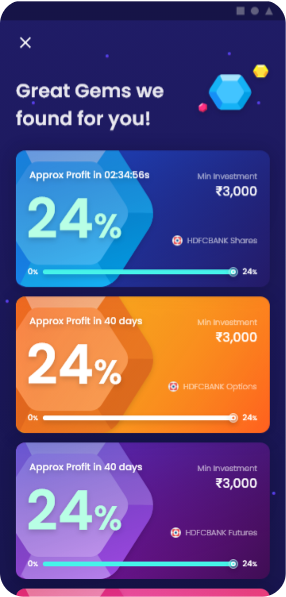 Great Gems we
found for you!
Approx Profit in 02:34:56s
Min Investment
₹3,000
24%
HDFCBANK Shares
0% 24%
Approx Profit in 40 days
Min Investment
₹3,000
24%
HDFCBANK Options
0% 24%
Approx Profit in 40 days
Min Investment
₹3,000
24%
HDFCBANK Futures
0% 24%